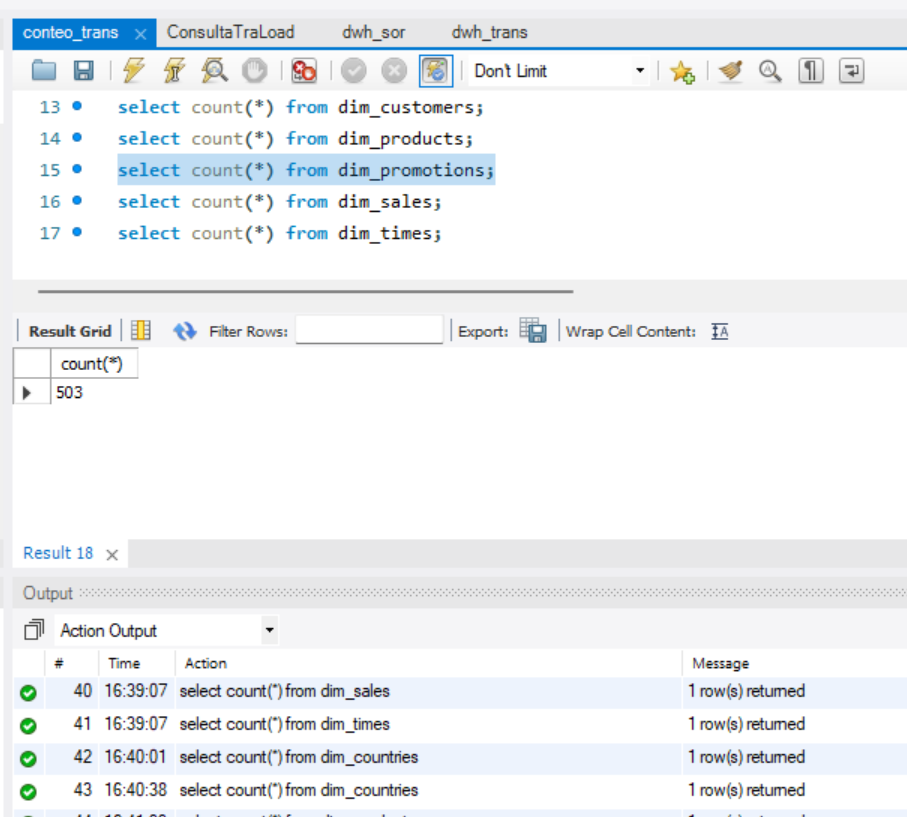 conteo_trans ConsultaTraLoad dwh_sor dwh_trans
Don't Limit
13 select count(*) from dim_customers;
14 select count(*) from dim_products;
15 select count(*) from dim_promotions;
16 select count(*) from dim_sales;
17 select count(*) from dim_times;
Result Grid Filter Rows: Export: Wrap Cell Content: IA
count(*)
503
Result 18
Output
Action Output
# Time Action Message
40 16:39:07 select count(*) from dim_sales 1 row(s) returned
41 16:39:07 select count(*) from dim_times 1 row(s) returned
42 16:40:01 select count(*) from dim_countries 1 row(s) returned
43 16:40:38 select count(*) from dim_countries 1 row(s) returned